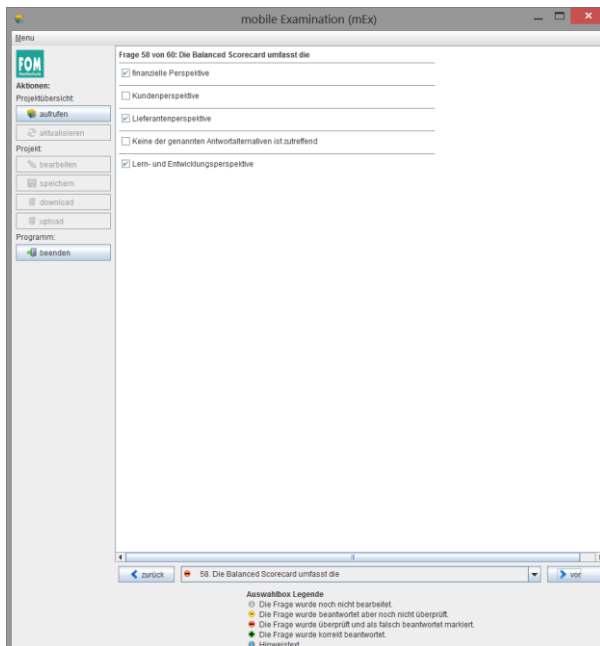 mobile Examination (mEx)
Menu
FOM
Hochschule
Aktionen:
Projektübersicht:
aufrufen
aktualisieren
Projekt:
bearbeiten
speichern
download
upload
Programm:
beenden
Frage 58 von 60: Die Balanced Scorecard umfasst die
finanzielle Perspektive
Kundenperspektive
Lieferantenperspektive
Keine der genannten Antwortalternativen ist zutreffend
Lern- und Entwicklungsperspektive
zurück
58. Die Balanced Scorecard umfasst die
vor
Auswahlbox Legende
Die Frage wurde noch nicht bearbeitet.
Die Frage wurde beantwortet aber noch nicht überprüft.
Die Frage wurde überprüft und als falsch beantwortet markiert.
Die Frage wurde korrekt beantwortet.
Hinweistext